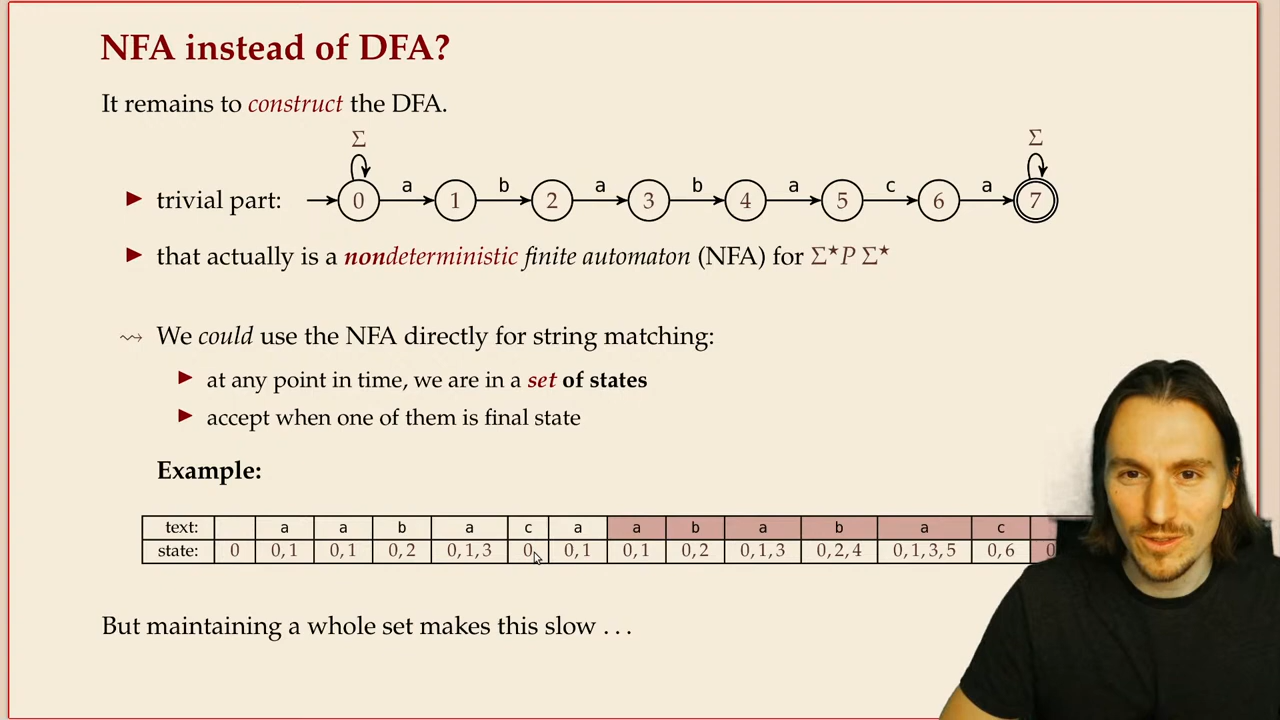 NFA instead of DFA?
It remains to construct the DFA.
Σ Σ
▶ trivial part: 0 a 1 b 2 a 3 b 4 a 5 c 6 a 7
▶ that actually is a nondeterministic finite automaton (NFA) for Σ★P Σ★
⇝ We could use the NFA directly for string matching:
▶ at any point in time, we are in a set of states
▶ accept when one of them is final state
Example:
text: a a b a c a a b a b a c
state: 0 0,1 0,1 0,2 0,1,3 0 0,1 0,1 0,2 0,1,3 0,2,4 0,1,3,5 0,6 0
But maintaining a whole set makes this slow . . .